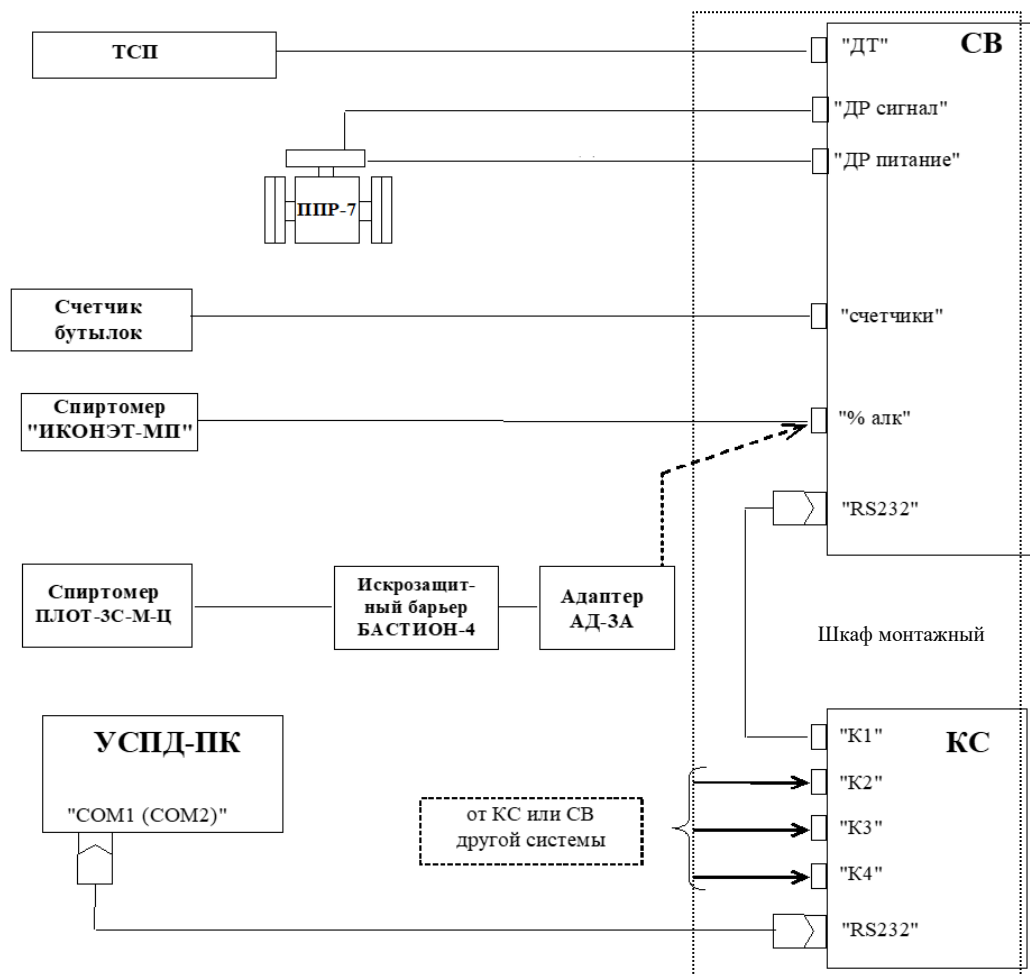 ТСП
"ДТ"
СВ
"ДР сигнал"
"ДР питание"
ППР-7
Счетчик
бутылок
"счетчики"
Спиртомер
"ИКОНЭТ-МП"
"% алк"
"RS232"
Спиртомер
ПЛОТ-3С-М-Ц
Искрозащит-
ный барьер
БАСТИОН-4
Адаптер
АД-3А
Шкаф монтажный
УСПД-ПК
"COM1 (COM2)"
"К1"
КС
"К2"
"К3"
"К4"
от КС или СВ
другой системы
"RS232"